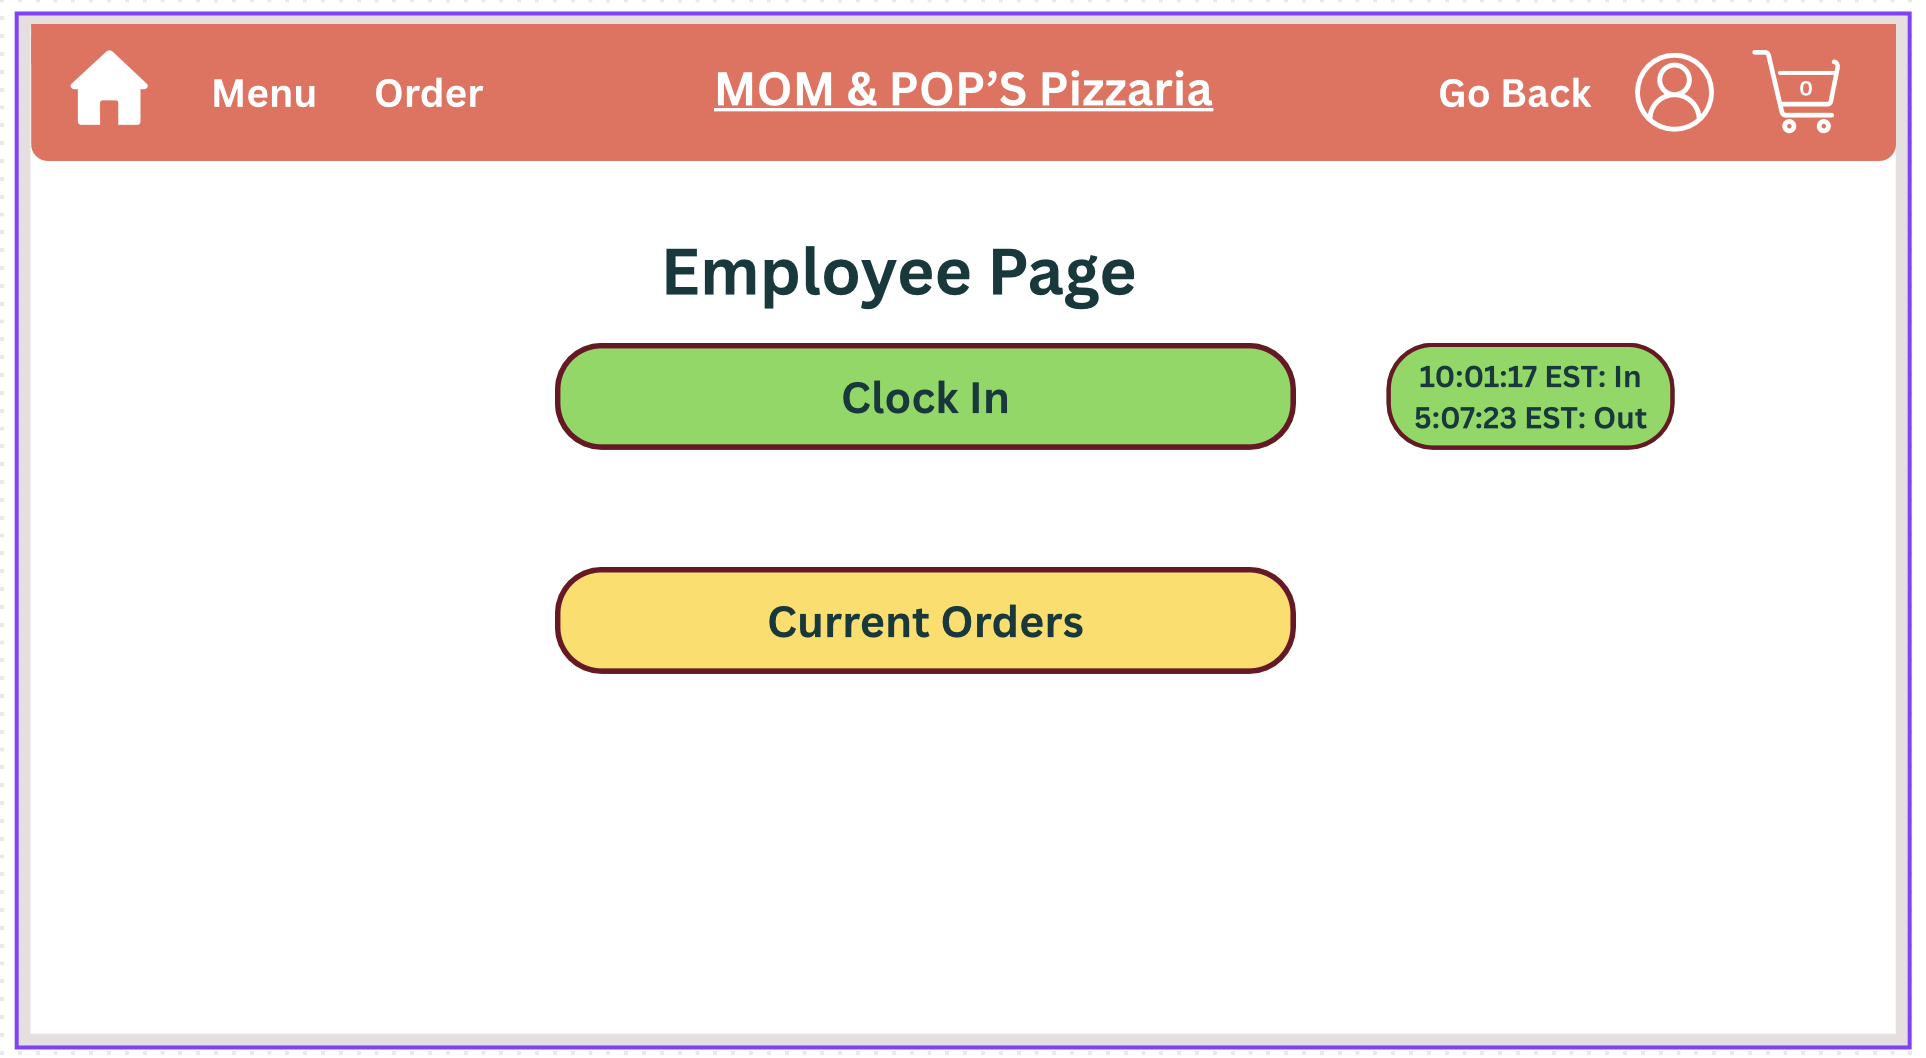 Menu Order MOM & POP’S Pizzaria Go Back 0
Employee Page
Clock In
10:01:17 EST: In
5:07:23 EST: Out
Current Orders